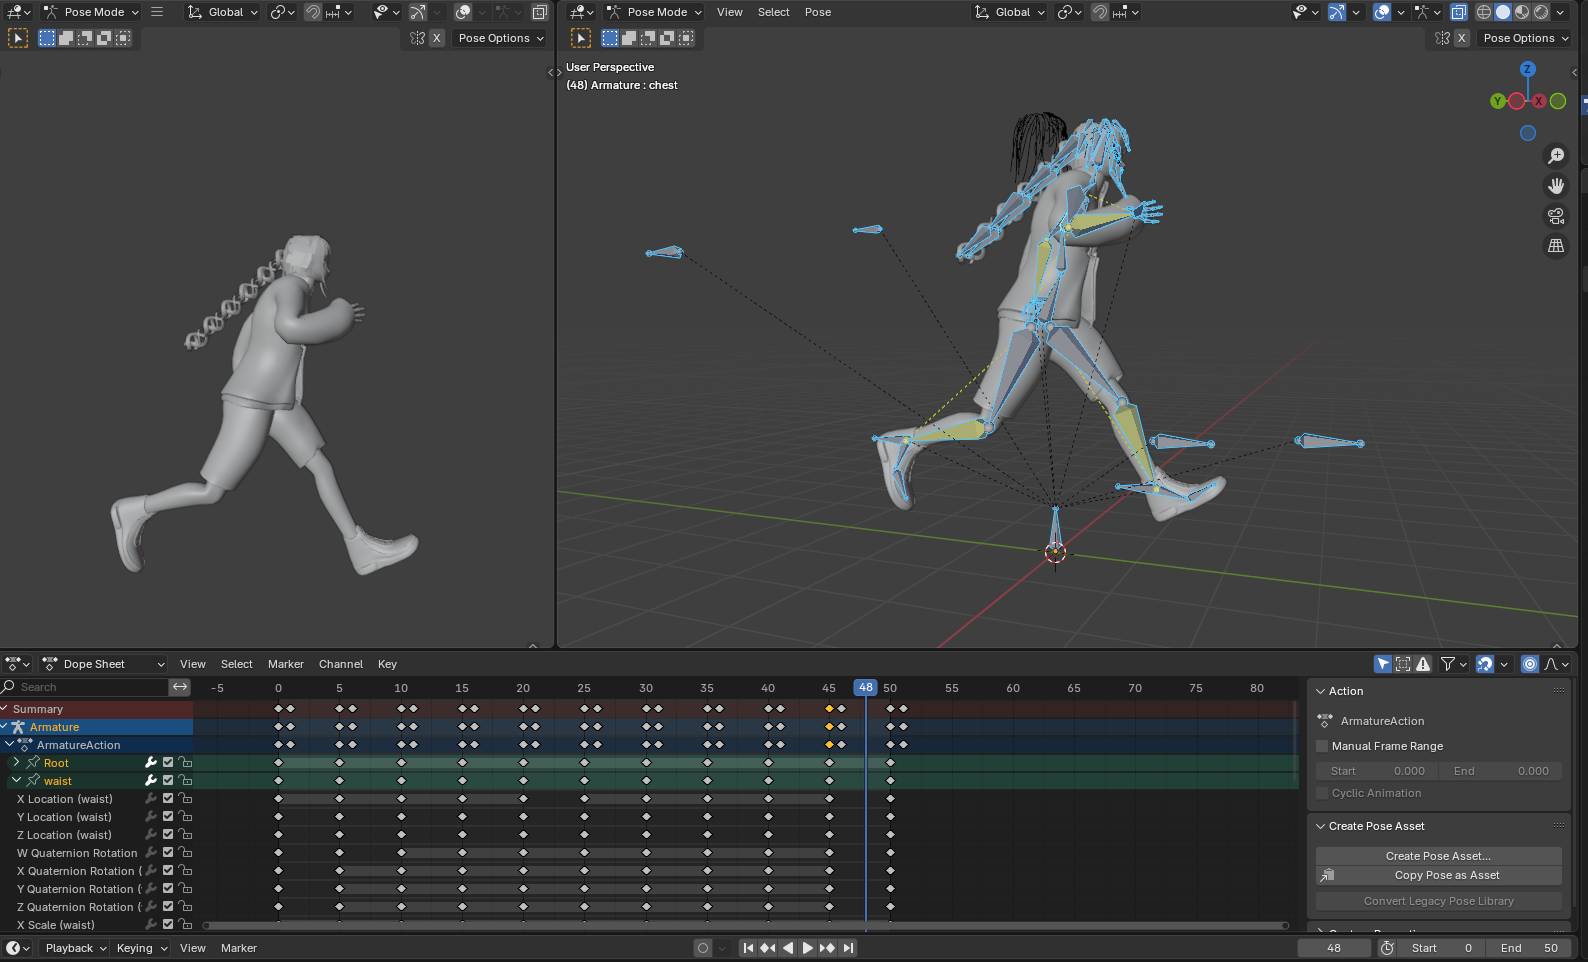 Pose Mode Global
X Pose Options
Pose Mode View Select Pose Global
X Pose Options
User Perspective
(48) Armature : chest
Z
Y X
Dope Sheet View Select Marker Channel Key
Search
-5 0 5 10 15 20 25 30 35 40 45 48 50 55 60 65 70 75 80
Summary
Armature
ArmatureAction
Root
waist
X Location (waist)
Y Location (waist)
Z Location (waist)
W Quaternion Rotation
X Quaternion Rotation (
Y Quaternion Rotation (
Z Quaternion Rotation (
X Scale (waist)
Action
ArmatureAction
Manual Frame Range
Start 0.000 End 0.000
Cyclic Animation
Create Pose Asset
Create Pose Asset...
Copy Pose as Asset
Convert Legacy Pose Library
Playback Keying View Marker
48 Start 0 End 50